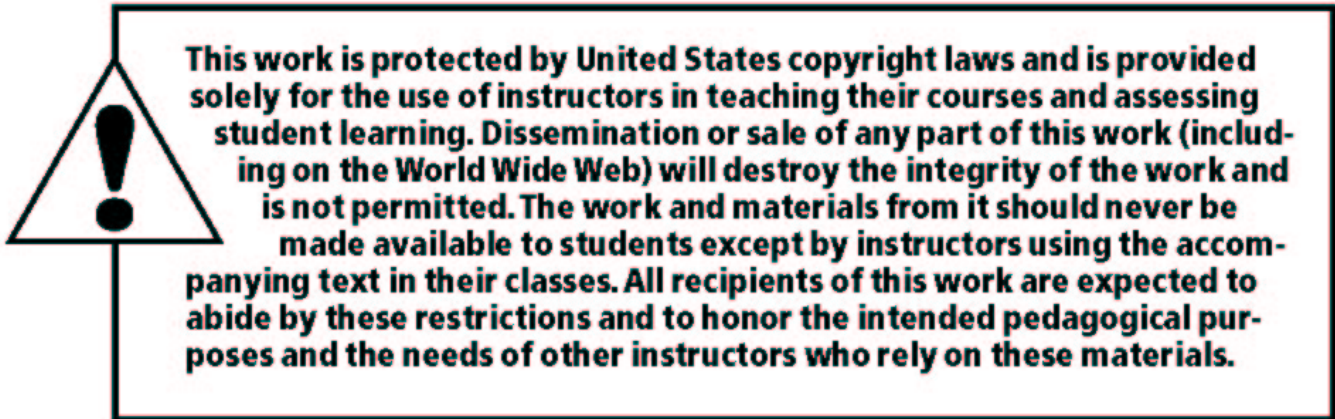 This work is protected by United States copyright laws and is provided
solely for the use of instructors in teaching their courses and assessing
student learning. Dissemination or sale of any part of this work (includ-
ing on the World Wide Web) will destroy the integrity of the work and
is not permitted. The work and materials from it should never be
made available to students except by instructors using the accom-
panying text in their classes. All recipients of this work are expected to
abide by these restrictions and to honor the intended pedagogical pur-
poses and the needs of other instructors who rely on these materials.